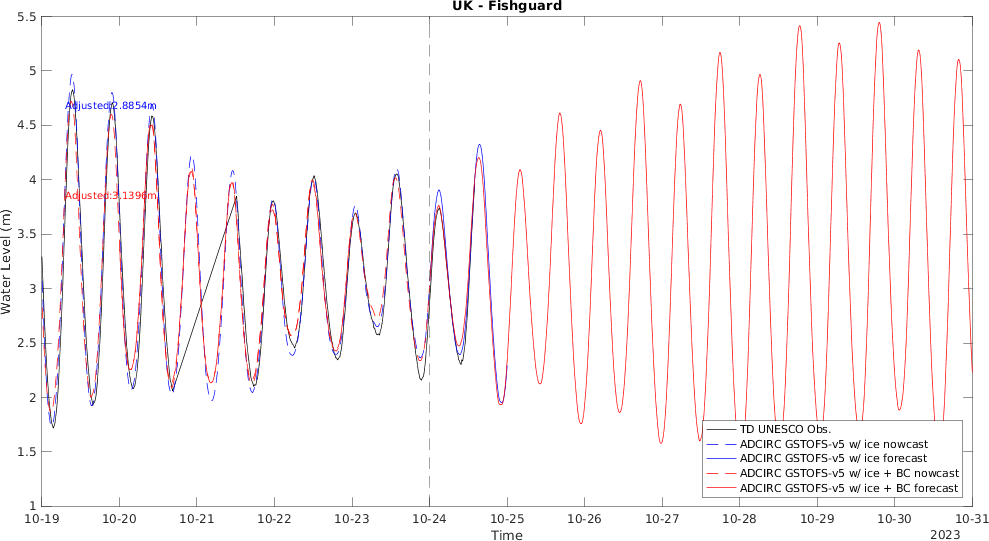 UK - Fishguard
5.5
5
4.5
4
3.5
3
2.5
2
1.5
1
Water Level (m)
Adjusted:2.8854m
Adjusted:3.1396m
TD UNESCO Obs.
ADCIRC GSTOFS-v5 w/ ice nowcast
ADCIRC GSTOFS-v5 w/ ice forecast
ADCIRC GSTOFS-v5 w/ ice + BC nowcast
ADCIRC GSTOFS-v5 w/ ice + BC forecast
10-19 10-20 10-21 10-22 10-23 10-24 10-25 10-26 10-27 10-28 10-29 10-30 10-31
Time
2023